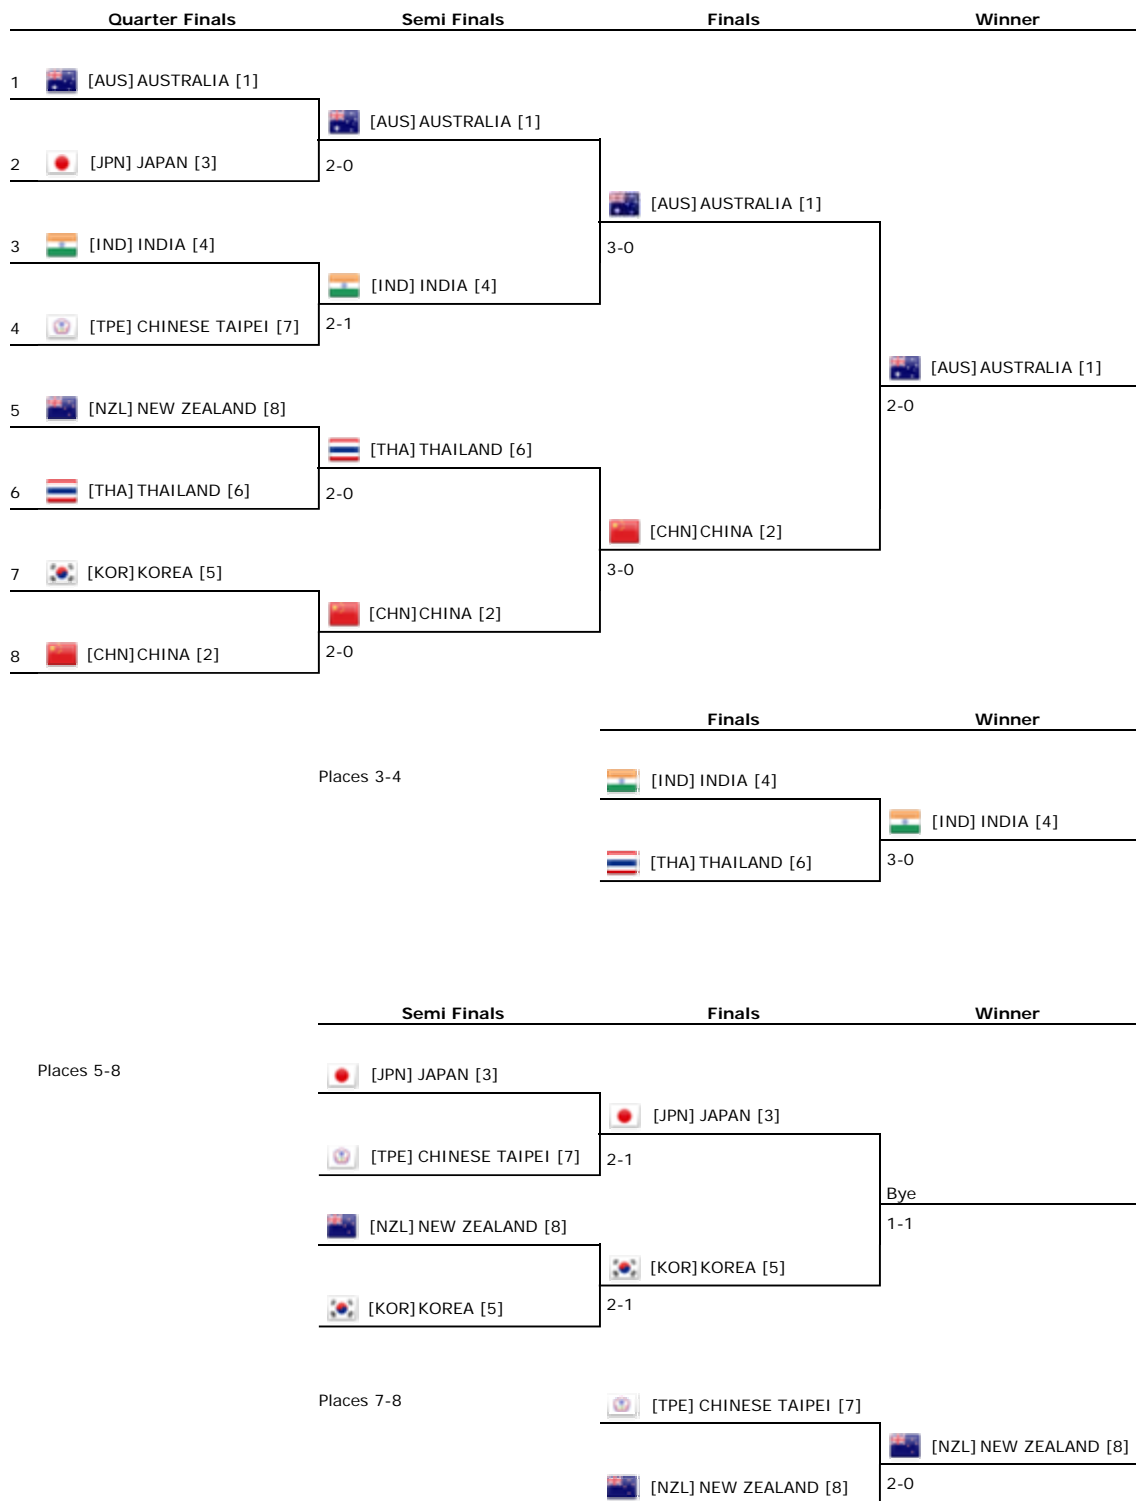 Quarter Finals Semi Finals Finals Winner
1 [AUS] AUSTRALIA [1]
[AUS] AUSTRALIA [1]
2 [JPN] JAPAN [3] 2-0
[AUS] AUSTRALIA [1]
3 [IND] INDIA [4] 3-0
[IND] INDIA [4]
4 [TPE] CHINESE TAIPEI [7] 2-1
[AUS] AUSTRALIA [1]
5 [NZL] NEW ZEALAND [8] 2-0
[THA] THAILAND [6]
6 [THA] THAILAND [6] 2-0
[CHN] CHINA [2]
7 [KOR] KOREA [5] 3-0
[CHN] CHINA [2]
8 [CHN] CHINA [2] 2-0
Finals Winner
Places 3-4 [IND] INDIA [4]
[IND] INDIA [4]
[THA] THAILAND [6] 3-0
Semi Finals Finals Winner
Places 5-8 [JPN] JAPAN [3]
[JPN] JAPAN [3]
[TPE] CHINESE TAIPEI [7] 2-1
Bye
[NZL] NEW ZEALAND [8] 1-1
[KOR] KOREA [5]
[KOR] KOREA [5] 2-1
Places 7-8 [TPE] CHINESE TAIPEI [7]
[NZL] NEW ZEALAND [8]
[NZL] NEW ZEALAND [8] 2-0